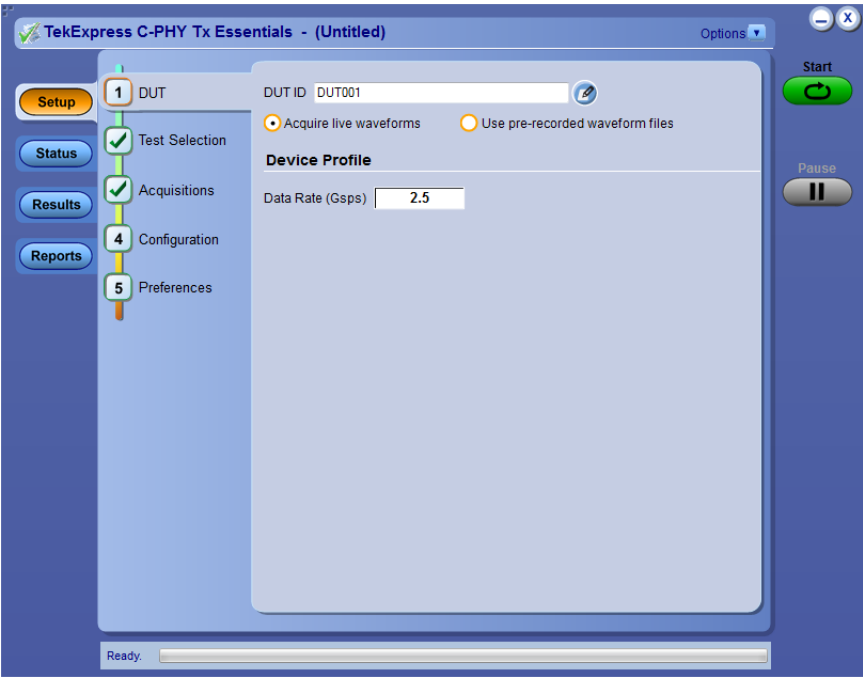 TekExpress C-PHY Tx Essentials - (Untitled)
Options
X
Start
Pause
Setup
Status
Results
Reports
1 DUT
Test Selection
Acquisitions
4 Configuration
5 Preferences
DUT ID DUT001
Acquire live waveforms Use pre-recorded waveform files
Device Profile
Data Rate (Gsps) 2.5
Ready.